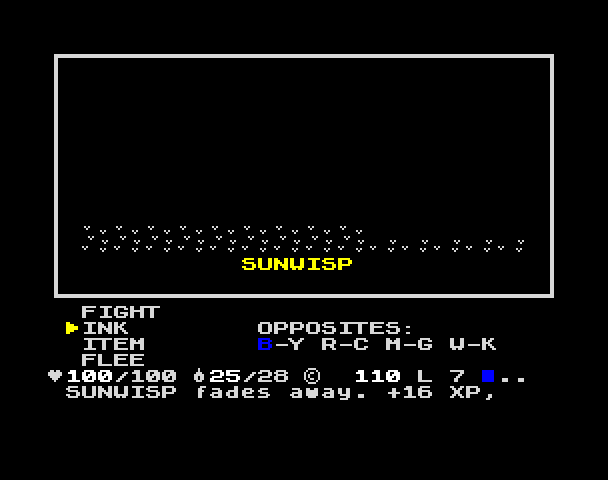 SUNWISP
FIGHT
INK OPPOSITES:
ITEM B-Y R-C M-G W-K
FLEE
♥100/100 25/28 © 110 L 7 ■..
SUNWISP fades away. +16 XP,